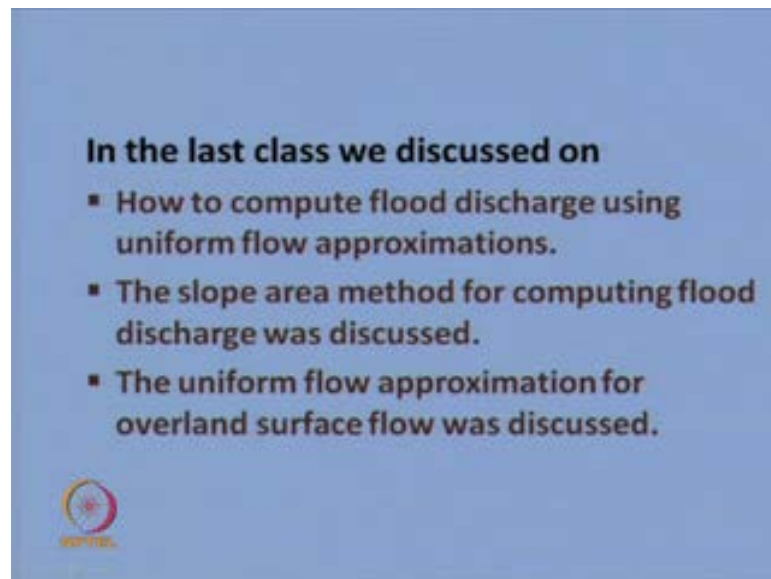 In the last class we discussed on
▪ How to compute flood discharge using
uniform flow approximations.
▪ The slope area method for computing flood
discharge was discussed.
▪ The uniform flow approximation for
overland surface flow was discussed.
NPTEL